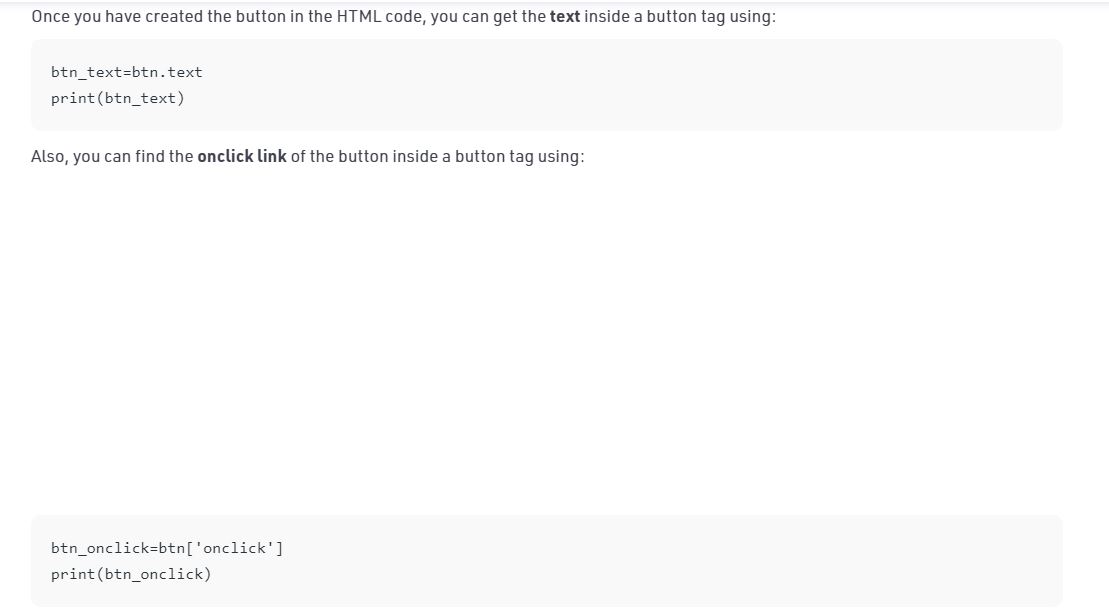 Once you have created the button in the HTML code, you can get the text inside a button tag using:
btn_text=btn.text
print(btn_text)
Also, you can find the onclick link of the button inside a button tag using:
btn_onclick=btn['onclick']
print(btn_onclick)